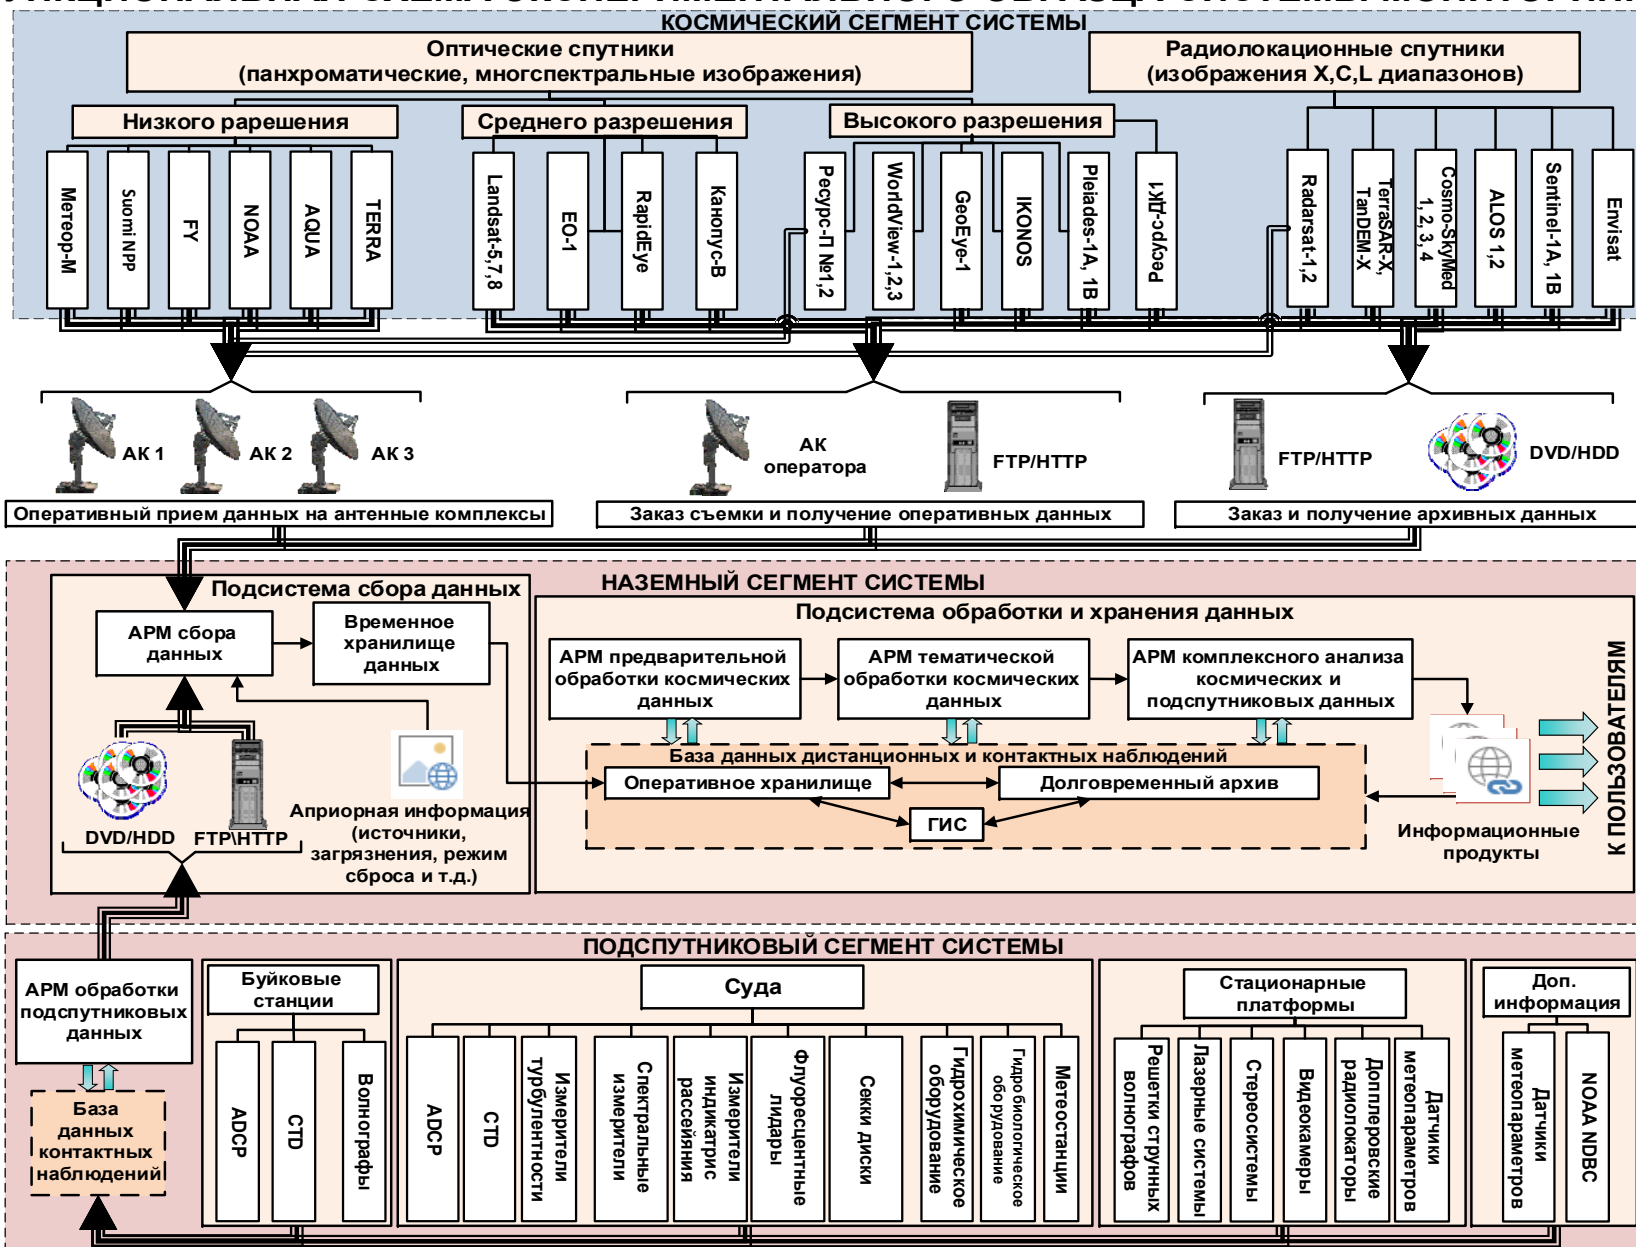 КОСМИЧЕСКИЙ СЕГМЕНТ СИСТЕМЫ
Оптические спутники
(панхроматические, многспектральные изображения)
Радиолокационные спутники
(изображения X,C,L диапазонов)
Низкого рарешения
Среднего разрешения
Высокого разрешения
Метеор-М
Suomi NPP
FY
NOAA
AQUA
TERRA
Landsat-5,7,8
EO-1
RapidEye
Канопус-В
Ресурс-П №1,2
WorldView-1,2,3
GeoEye-1
IKONOS
Pleiades-1A, 1B
Ресурс-ДК1
Radarsat-1,2
TerraSAR-X,
TanDEM-X
Cosmo-SkyMed
1, 2, 3, 4
ALOS 1,2
Sentinel-1A, 1B
Envisat
АК 1
АК 2
АК 3
АК
оператора
FTP/HTTP
FTP/HTTP
DVD/HDD
Оперативный прием данных на антенные комплексы
Заказ съемки и получение оперативных данных
Заказ и получение архивных данных
НАЗЕМНЫЙ СЕГМЕНТ СИСТЕМЫ
Подсистема сбора данных
АРМ сбора
данных
Временное
хранилище
данных
DVD/HDD
FTP\HTTP
Априорная информация
(источники,
загрязнения, режим
сброса и т.д.)
Подсистема обработки и хранения данных
АРМ предварительной
обработки космических
данных
АРМ тематической
обработки космических
данных
АРМ комплексного анализа
космических и
подспутниковых данных
База данных дистанционных и контактных наблюдений
Оперативное хранилище
Долговременный архив
ГИС
Информационные
продукты
К ПОЛЬЗОВАТЕЛЯМ
ПОДСПУТНИКОВЫЙ СЕГМЕНТ СИСТЕМЫ
АРМ обработки
подспутниковых
данных
База
данных
контактных
наблюдений
Буйковые
станции
ADCP
CTD
Волнографы
Суда
ADCP
CTD
Измерители
турбулентности
Спектральные
измерители
Измерители
индикатрис
рассейяния
Флуоресцентные
лидары
Секки диски
Гидрохимическое
оборудование
Гидробиологическое
оборудование
Метеостанции
Стационарные
платформы
Решетки струнных
волнографов
Лазерные системы
Стереосистемы
Видеокамеры
Допплеровские
радиолокаторы
Датчики
метеопараметров
Доп.
информация
Датчики
метеопараметров
NOAA NDBC